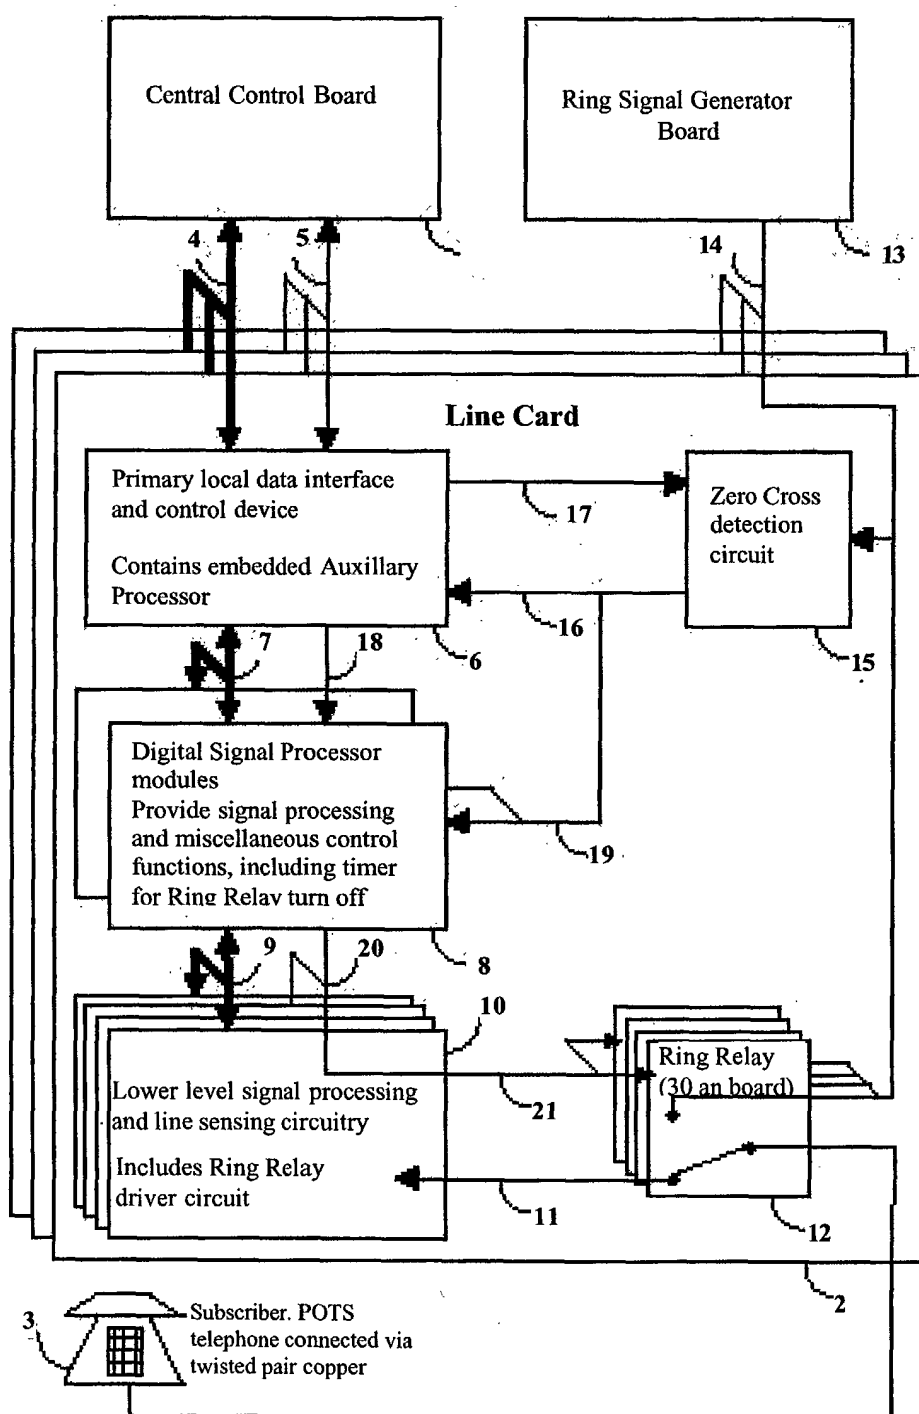 Central Control Board
Ring Signal Generator
Board
4
5
14
13
Line Card
Primary local data interface
and control device
Contains embedded Auxillary
Processor
17
Zero Cross
detection
circuit
16
7
18
6
15
Digital Signal Processor
modules
Provide signal processing
and miscellaneous control
functions, including timer
for Ring Relay turn off
19
9
20
8
10
Lower level signal processing
and line sensing circuitry
Includes Ring Relay
driver circuit
21
Ring Relay
(30 an board)
11
12
2
3
Subscriber. POTS
telephone connected via
twisted pair copper